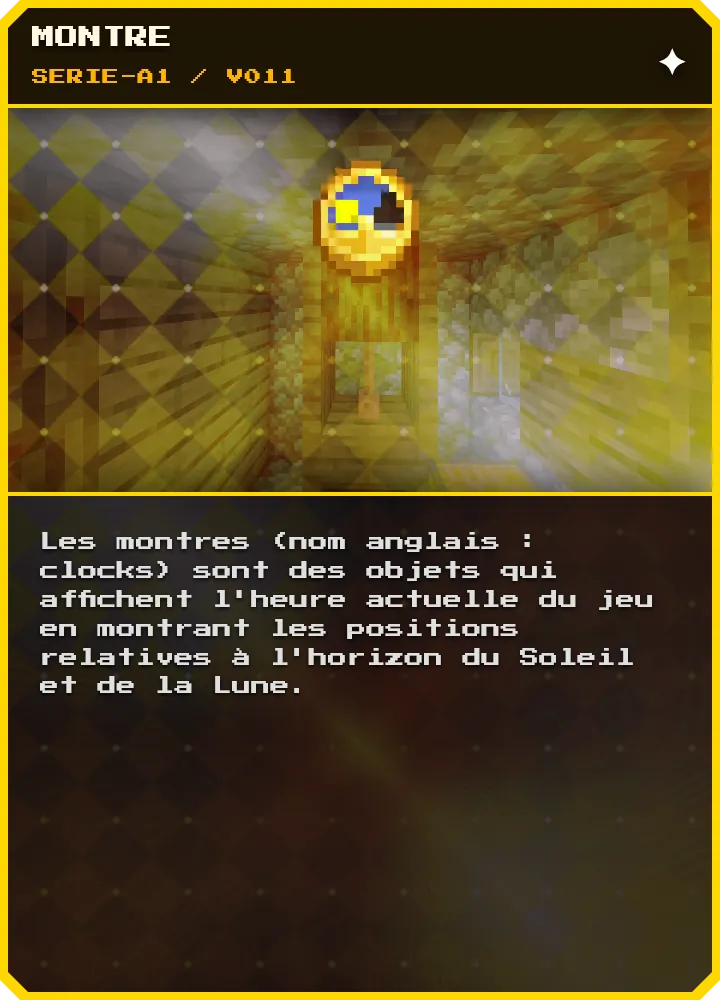 MONTRE
SERIE-A1 / V011
Les montres (nom anglais :
clocks) sont des objets qui
affichent l'heure actuelle du jeu
en montrant les positions
relatives à l'horizon du Soleil
et de la Lune.